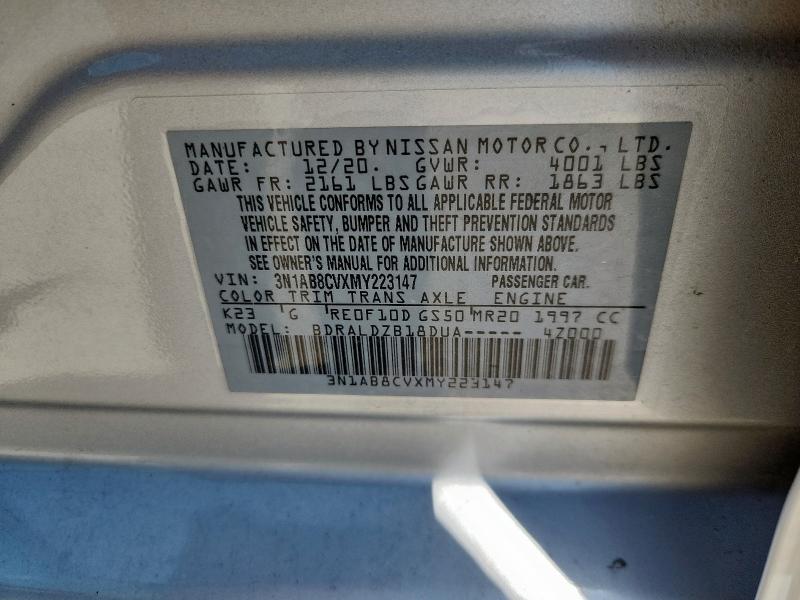 MANUFACTURED BY NISSAN MOTOR CO., LTD.
DATE: 12/20. GVWR: 4001 LBS
GAWR FR: 2161 LBS GAWR RR: 1863 LBS
THIS VEHICLE CONFORMS TO ALL APPLICABLE FEDERAL MOTOR
VEHICLE SAFETY, BUMPER AND THEFT PREVENTION STANDARDS
IN EFFECT ON THE DATE OF MANUFACTURE SHOWN ABOVE.
SEE OWNER'S MANUAL FOR ADDITIONAL INFORMATION.
VIN: 3N1AB8CVXMY223147 PASSENGER CAR.
COLOR TRIM TRANS AXLE ENGINE
K23 G RE0F10D GS50 MR20 1997 CC
MODEL: BDRALDZB18DUA----- 4Z000
3N1AB8CVXMY223147